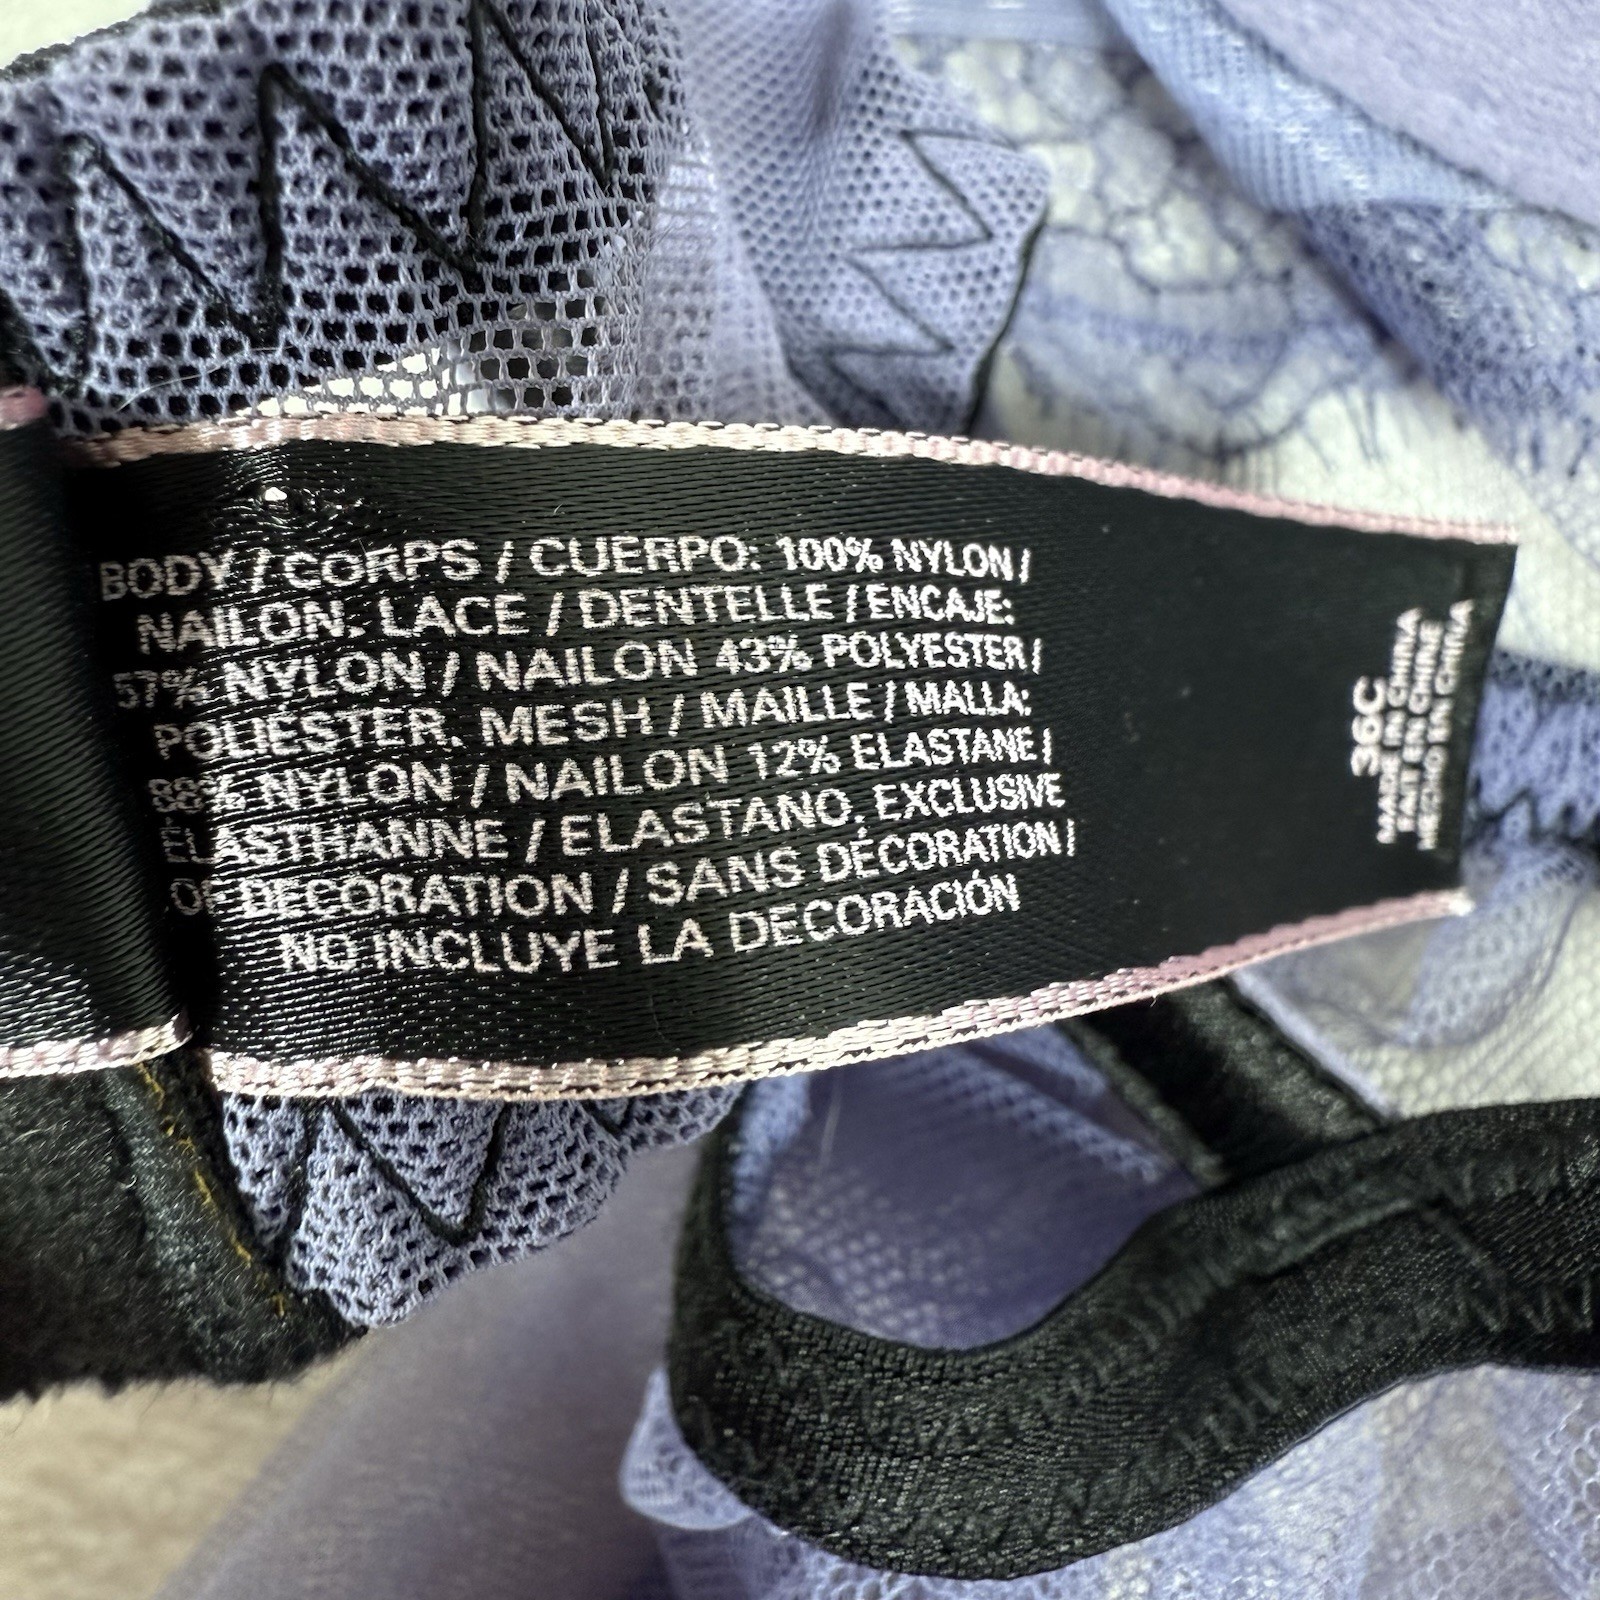 BODY / CORPS / CUERPO: 100% NYLON /
NAILON. LACE / DENTELLE / ENCAJE:
57% NYLON / NAILON 43% POLYESTER /
POLIÉSTER. MESH / MAILLE / MALLA:
88% NYLON / NAILON 12% ELASTANE /
ÉLASTHANNE / ELASTANO. EXCLUSIVE
OF DECORATION / SANS DÉCORATION /
NO INCLUYE LA DECORACIÓN
36C
MADE IN CHINA
FAIT EN CHINE
HECHO EN CHINA